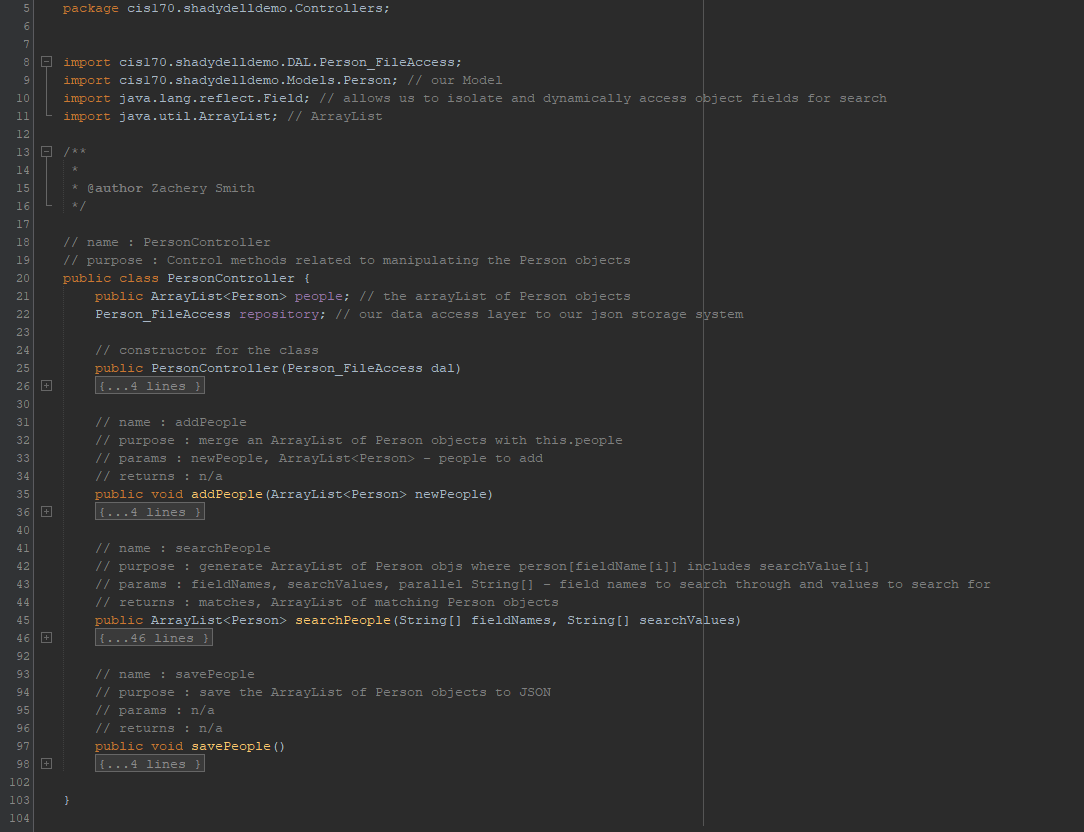 5 package cis170.shadydelldemo.Controllers;
6
7
8 import cis170.shadydelldemo.DAL.Person_FileAccess;
9 import cis170.shadydelldemo.Models.Person; // our Model
10 import java.lang.reflect.Field; // allows us to isolate and dynamically access object fields for search
11 import java.util.ArrayList; // ArrayList
12
13 /**
14 *
15 * @author Zachery Smith
16 */
17
18 // name : PersonController
19 // purpose : Control methods related to manipulating the Person objects
20 public class PersonController {
21 public ArrayList<Person> people; // the arrayList of Person objects
22 Person_FileAccess repository; // our data access layer to our json storage system
23
24 // constructor for the class
25 public PersonController(Person_FileAccess dal)
26 {...4 lines }
30
31 // name : addPeople
32 // purpose : merge an ArrayList of Person objects with this.people
33 // params : newPeople, ArrayList<Person> - people to add
34 // returns : n/a
35 public void addPeople(ArrayList<Person> newPeople)
36 {...4 lines }
40
41 // name : searchPeople
42 // purpose : generate ArrayList of Person objs where person[fieldName[i]] includes searchValue[i]
43 // params : fieldNames, searchValues, parallel String[] - field names to search through and values to search for
44 // returns : matches, ArrayList of matching Person objects
45 public ArrayList<Person> searchPeople(String[] fieldNames, String[] searchValues)
46 {...46 lines }
92
93 // name : savePeople
94 // purpose : save the ArrayList of Person objects to JSON
95 // params : n/a
96 // returns : n/a
97 public void savePeople()
98 {...4 lines }
102
103 }
104